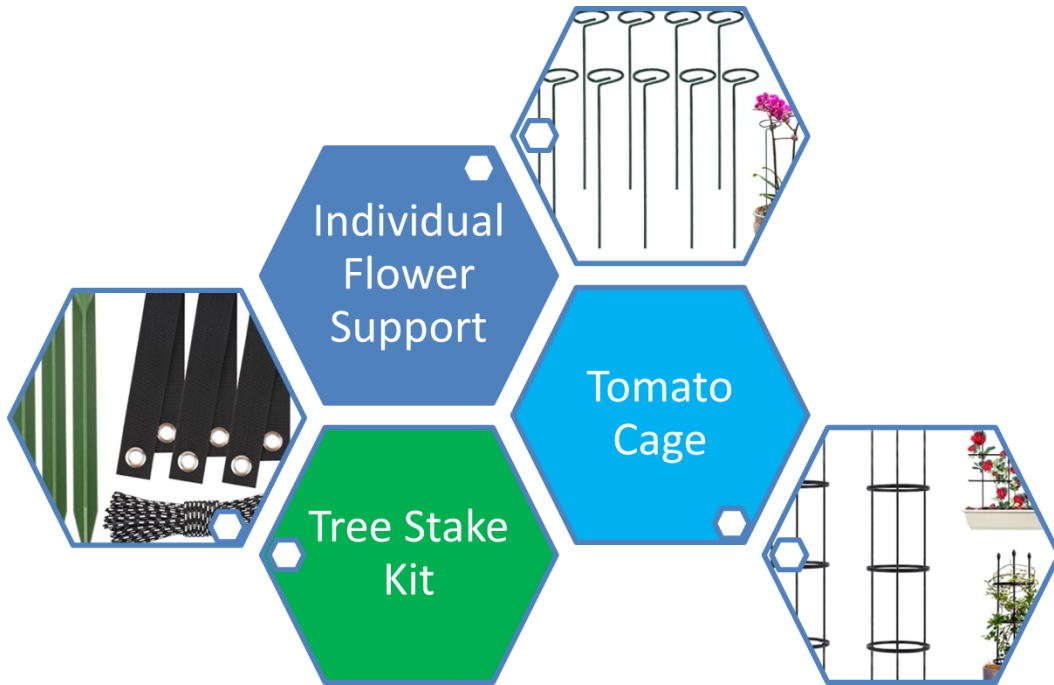 Individual
Flower
Support
Tomato
Cage
Tree Stake
Kit